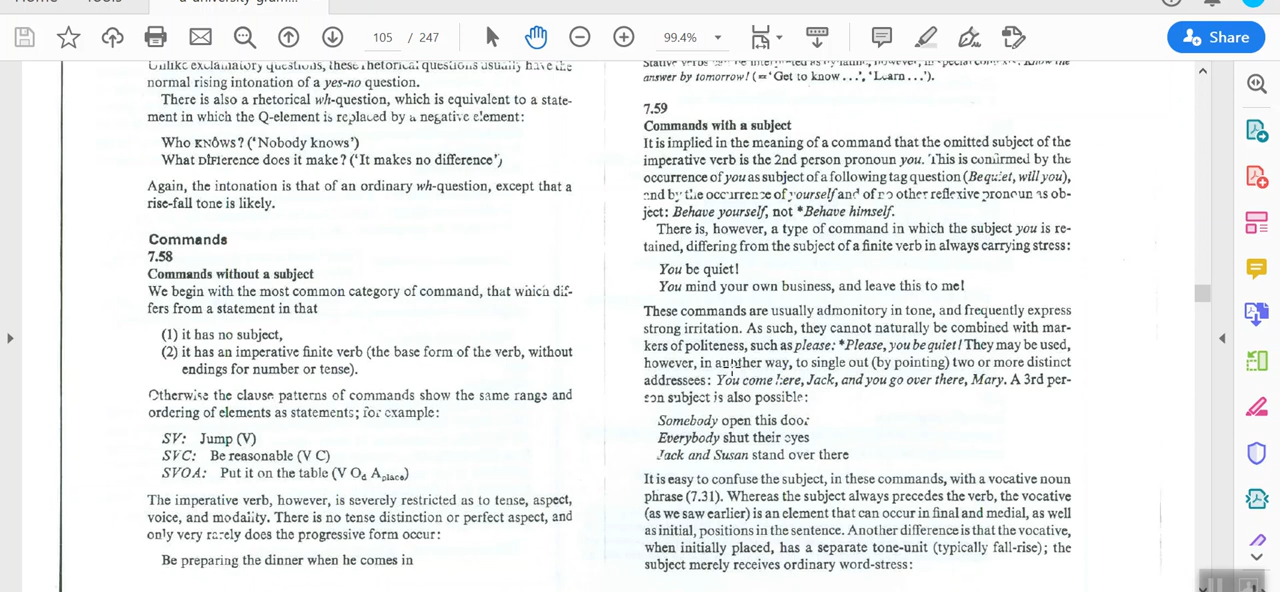 Home
Tools
a university gram...
105 / 247
99.4%
Share
Unlike exclamatory questions, these rhetorical questions usually have the
normal rising intonation of a yes-no question.
There is also a rhetorical wh-question, which is equivalent to a state-
ment in which the Q-element is replaced by a negative element:
Who KNÔWS? ('Nobody knows')
What DÎFference does it make? ('It makes no difference')
Again, the intonation is that of an ordinary wh-question, except that a
rise-fall tone is likely.
Commands
7.58
Commands without a subject
We begin with the most common category of command, that which dif-
fers from a statement in that
(1) it has no subject,
(2) it has an imperative finite verb (the base form of the verb, without
endings for number or tense).
Otherwise the clause patterns of commands show the same range and
ordering of elements as statements; for example:
SV: Jump (V)
SVC: Be reasonable (V C)
SVOA: Put it on the table (V Od Aplace)
The imperative verb, however, is severely restricted as to tense, aspect,
voice, and modality. There is no tense distinction or perfect aspect, and
only very rarely does the progressive form occur:
Be preparing the dinner when he comes in
answer by tomorrow! (='Get to know...', 'Learn...').
7.59
Commands with a subject
It is implied in the meaning of a command that the omitted subject of the
imperative verb is the 2nd person pronoun you. This is confirmed by the
occurrence of you as subject of a following tag question (Be quiet, will you),
and by the occurrence of yourself and of no other reflexive pronoun as ob-
ject: Behave yourself, not *Behave himself.
There is, however, a type of command in which the subject you is re-
tained, differing from the subject of a finite verb in always carrying stress:
You be quiet!
You mind your own business, and leave this to me!
These commands are usually admonitory in tone, and frequently express
strong irritation. As such, they cannot naturally be combined with mar-
kers of politeness, such as please: *Please, you be quiet! They may be used,
however, in another way, to single out (by pointing) two or more distinct
addressees: You come here, Jack, and you go over there, Mary. A 3rd per-
son subject is also possible:
Somebody open this door
Everybody shut their eyes
Jack and Susan stand over there
It is easy to confuse the subject, in these commands, with a vocative noun
phrase (7.31). Whereas the subject always precedes the verb, the vocative
(as we saw earlier) is an element that can occur in final and medial, as well
as initial, positions in the sentence. Another difference is that the vocative,
when initially placed, has a separate tone-unit (typically fall-rise); the
subject merely receives ordinary word-stress: